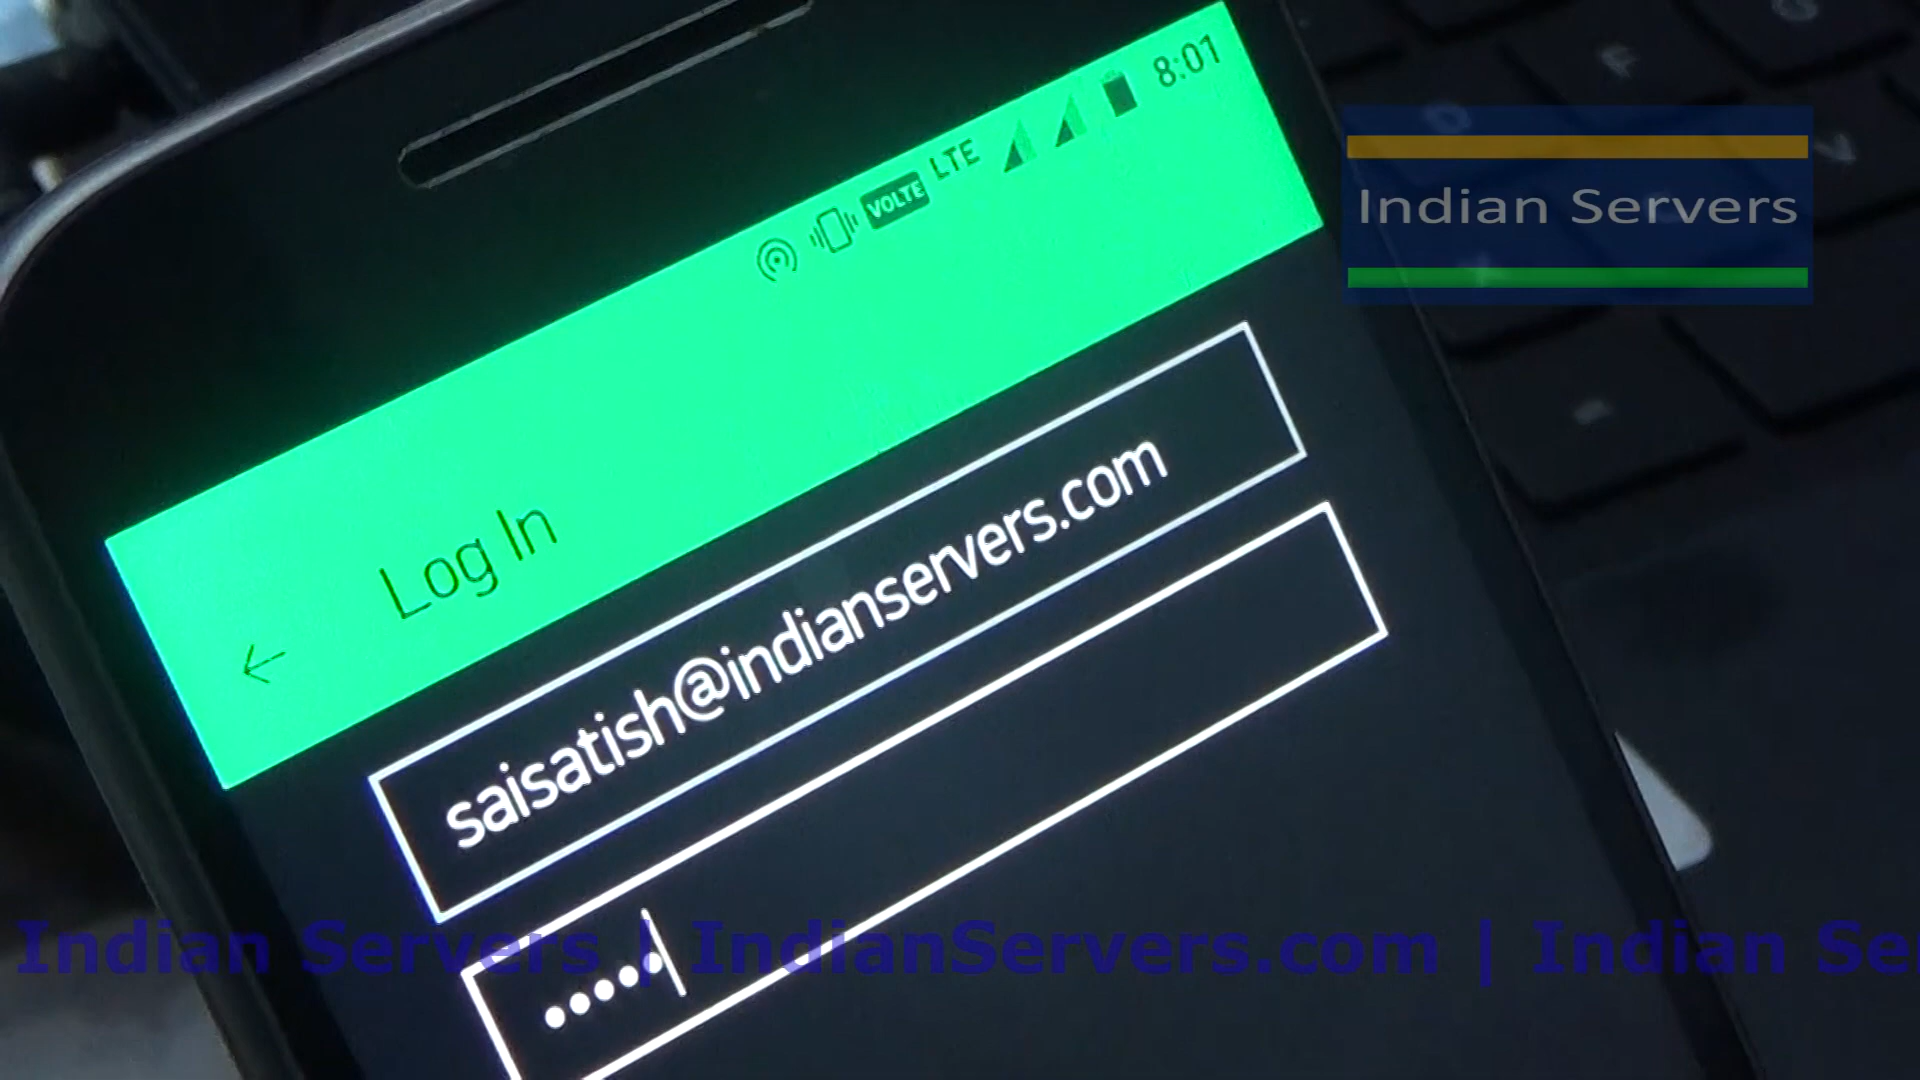 8:01
LTE
VOLTE
Indian Servers
Log In
saisatish@indianservers.com
Indian Servers | IndianServers.com | Indian Se